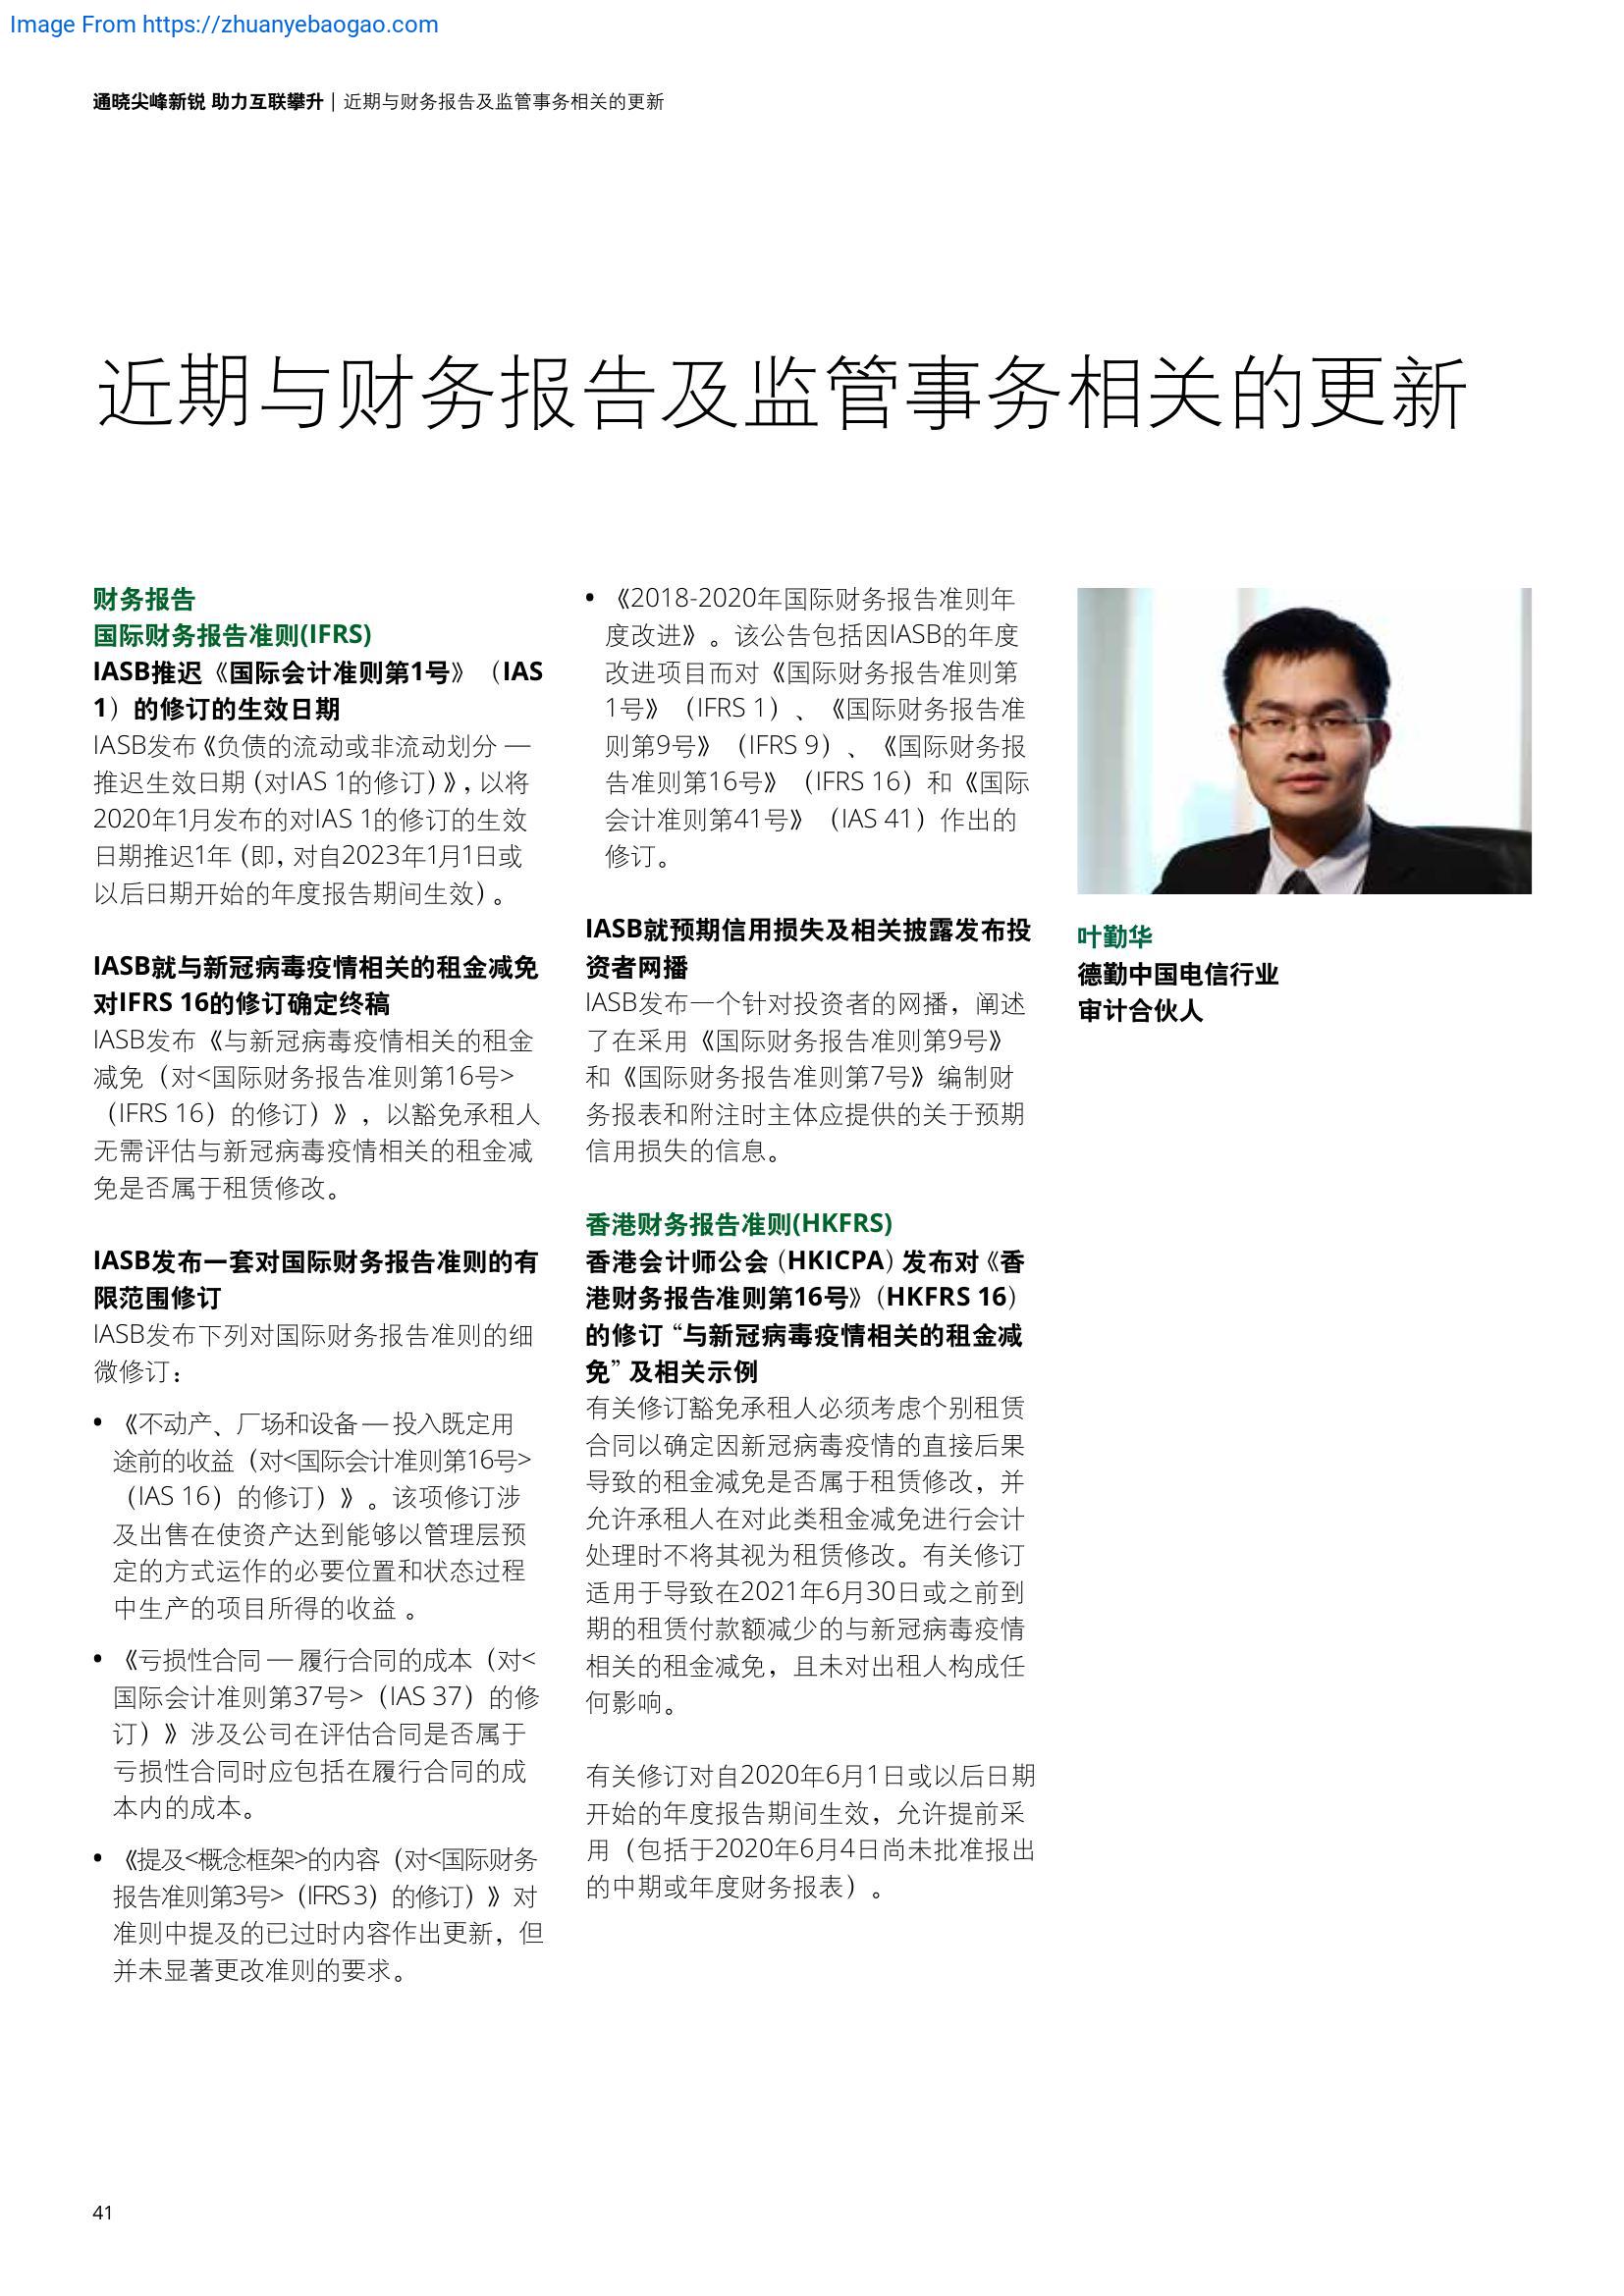 Image From https://zhuanyebaogao.com
通晓尖峰新锐 助力互联攀升 | 近期与财务报告及监管事务相关的更新
近期与财务报告及监管事务相关的更新
财务报告
国际财务报告准则(IFRS)
IASB推迟《国际会计准则第1号》（IAS
1）的修订的生效日期
IASB发布《负债的流动或非流动划分 —
推迟生效日期（对IAS 1的修订）》，以将
2020年1月发布的对IAS 1的修订的生效
日期推迟1年（即，对自2023年1月1日或
以后日期开始的年度报告期间生效）。
IASB就与新冠病毒疫情相关的租金减免
对IFRS 16的修订确定终稿
IASB发布《与新冠病毒疫情相关的租金
减免（对<国际财务报告准则第16号>
（IFRS 16）的修订）》，以豁免承租人
无需评估与新冠病毒疫情相关的租金减
免是否属于租赁修改。
IASB发布一套对国际财务报告准则的有
限范围修订
IASB发布下列对国际财务报告准则的细
微修订：
• 《不动产、厂场和设备 — 投入既定用
途前的收益（对<国际会计准则第16号>
（IAS 16）的修订）》。该项修订涉
及出售在使资产达到能够以管理层预
定的方式运作的必要位置和状态过程
中生产的项目所得的收益 。
• 《亏损性合同 — 履行合同的成本（对<
国际会计准则第37号>（IAS 37）的修
订）》涉及公司在评估合同是否属于
亏损性合同时应包括在履行合同的成
本内的成本。
• 《提及<概念框架>的内容（对<国际财务
报告准则第3号>（IFRS 3）的修订）》对
准则中提及的已过时内容作出更新，但
并未显著更改准则的要求。
• 《2018-2020年国际财务报告准则年
度改进》。该公告包括因IASB的年度
改进项目而对《国际财务报告准则第
1号》（IFRS 1）、《国际财务报告准
则第9号》（IFRS 9）、《国际财务报
告准则第16号》（IFRS 16）和《国际
会计准则第41号》（IAS 41）作出的
修订。
IASB就预期信用损失及相关披露发布投
资者网播
IASB发布一个针对投资者的网播，阐述
了在采用《国际财务报告准则第9号》
和《国际财务报告准则第7号》编制财
务报表和附注时主体应提供的关于预期
信用损失的信息。
香港财务报告准则(HKFRS)
香港会计师公会（HKICPA）发布对《香
港财务报告准则第16号》（HKFRS 16）
的修订 “与新冠病毒疫情相关的租金减
免” 及相关示例
有关修订豁免承租人必须考虑个别租赁
合同以确定因新冠病毒疫情的直接后果
导致的租金减免是否属于租赁修改，并
允许承租人在对此类租金减免进行会计
处理时不将其视为租赁修改。有关修订
适用于导致在2021年6月30日或之前到
期的租赁付款额减少的与新冠病毒疫情
相关的租金减免，且未对出租人构成任
何影响。
有关修订对自2020年6月1日或以后日期
开始的年度报告期间生效，允许提前采
用（包括于2020年6月4日尚未批准报出
的中期或年度财务报表）。
叶勤华
德勤中国电信行业
审计合伙人
41